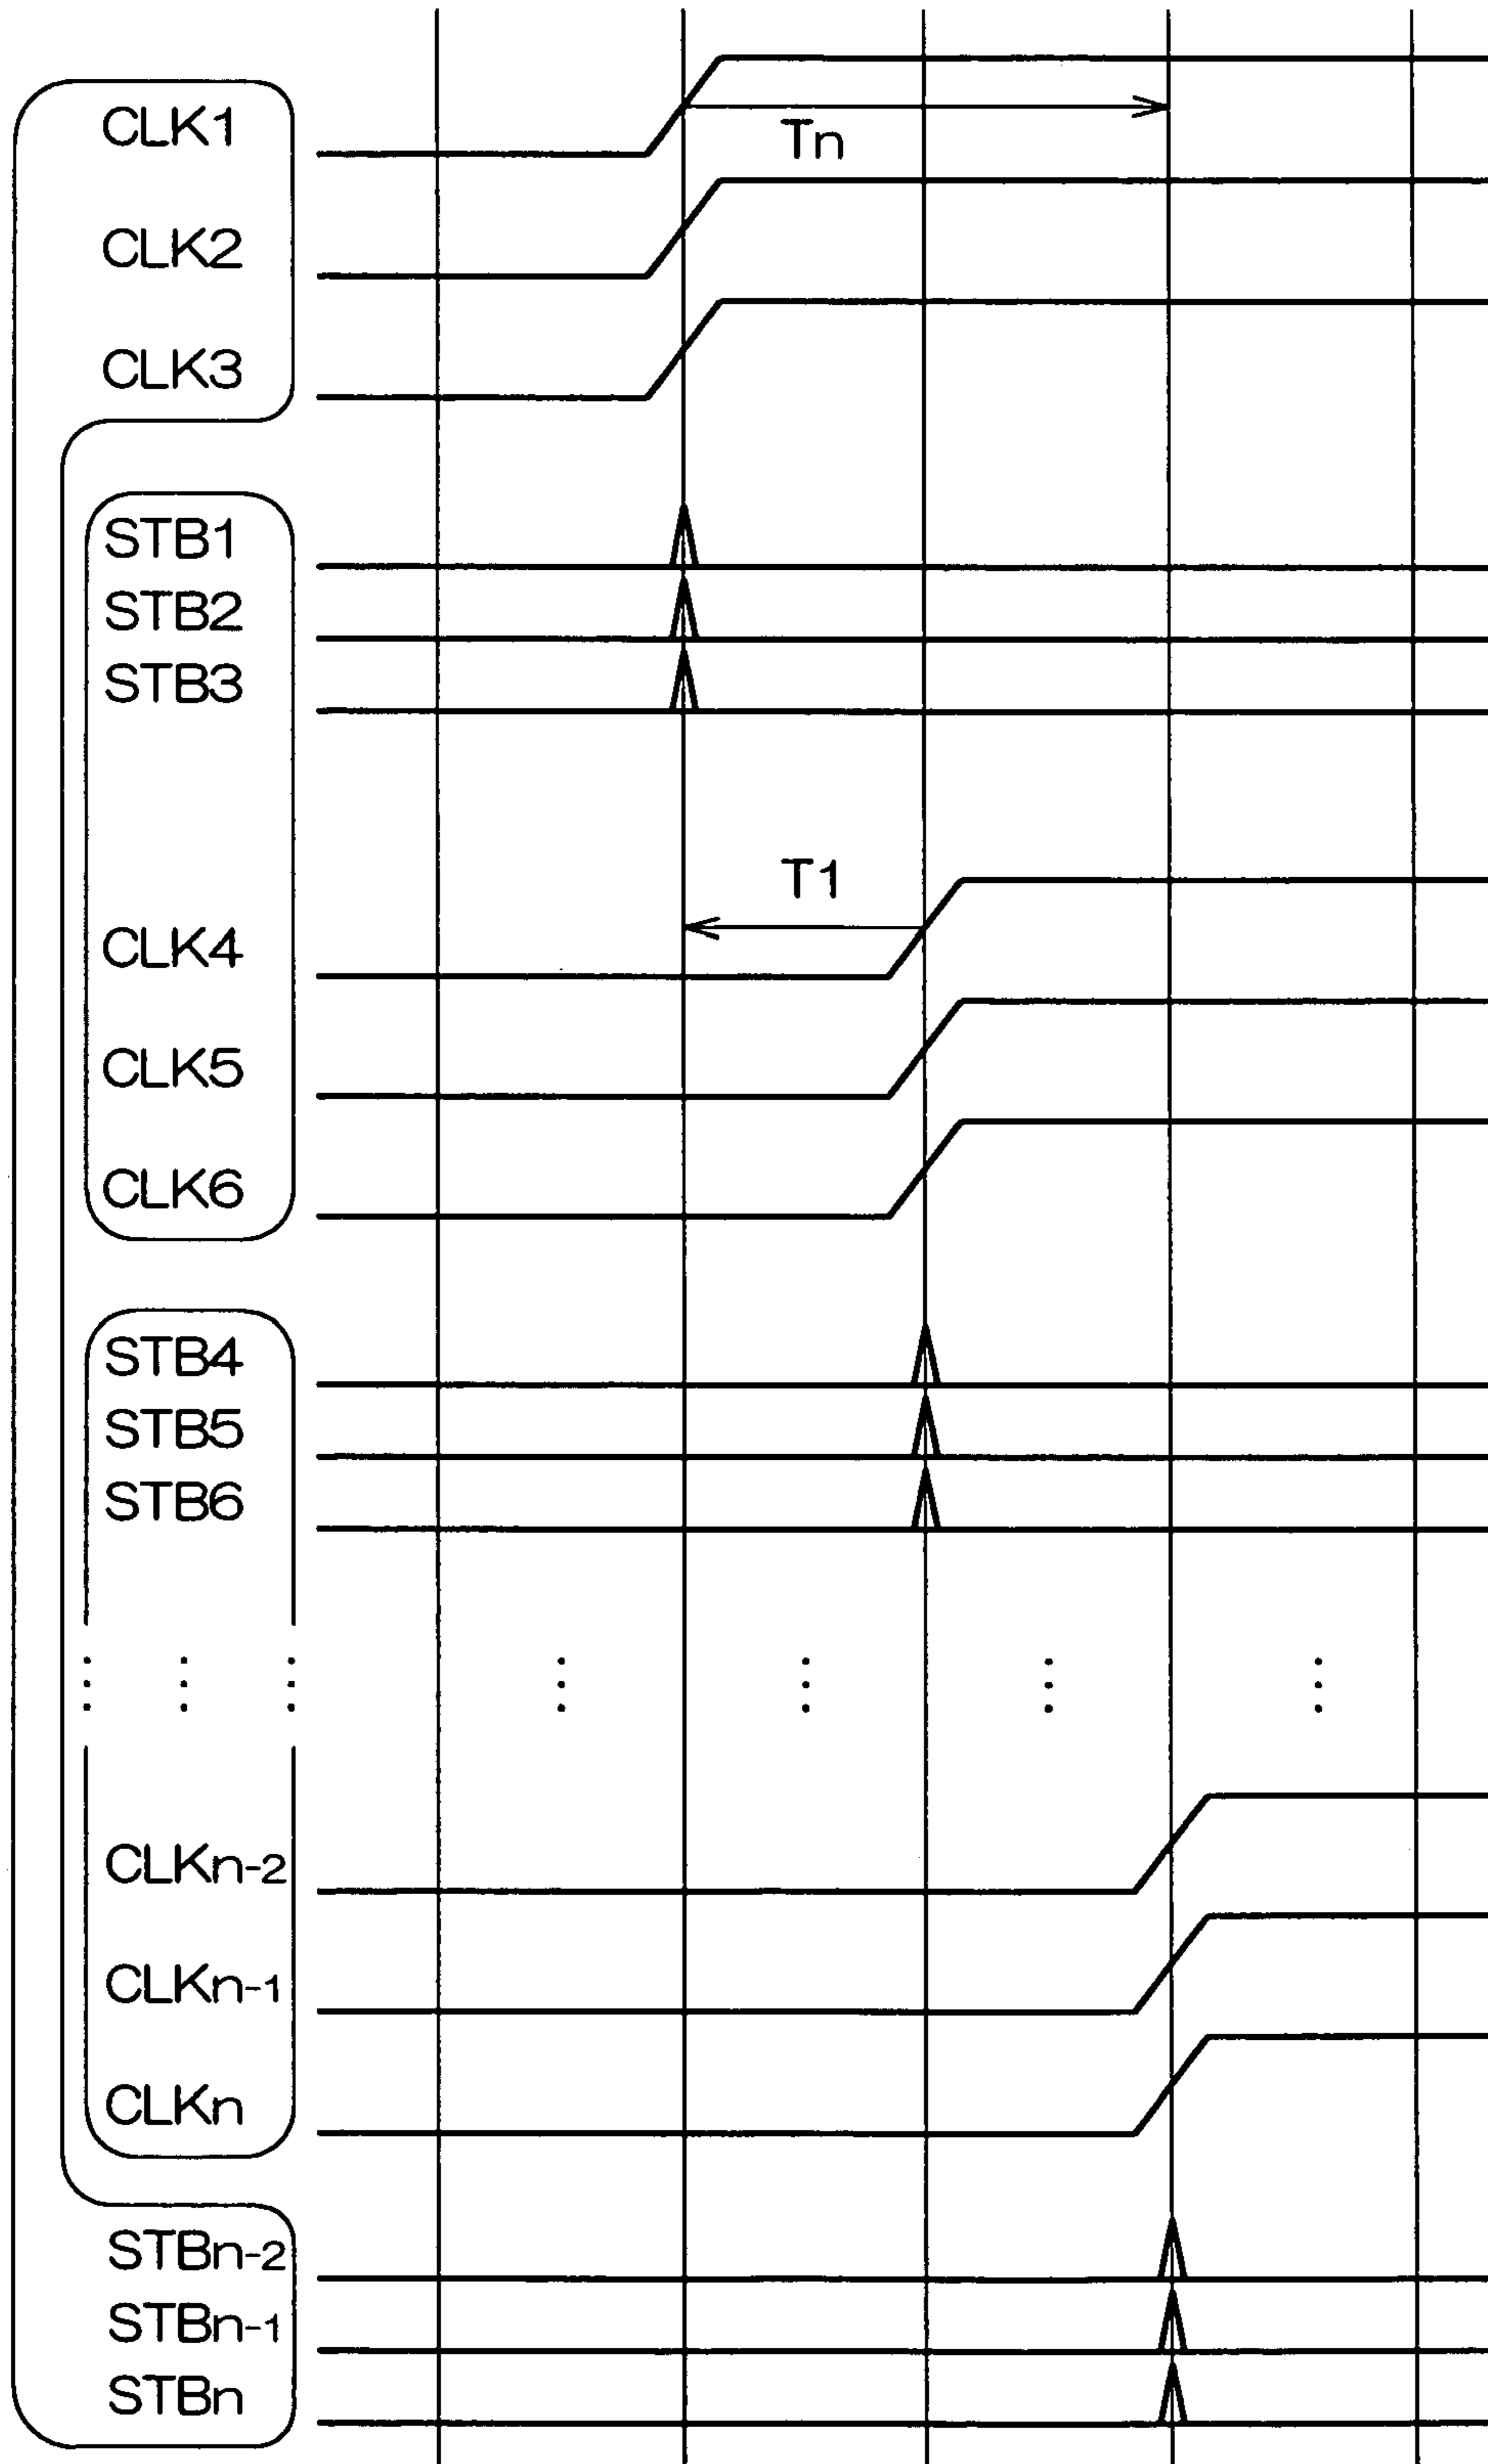 CLK1
Tn
CLK2
CLK3
STB1
STB2
STB3
T1
CLK4
CLK5
CLK6
STB4
STB5
STB6
CLKn-2
CLKn-1
CLKn
STBn-2
STBn-1
STBn